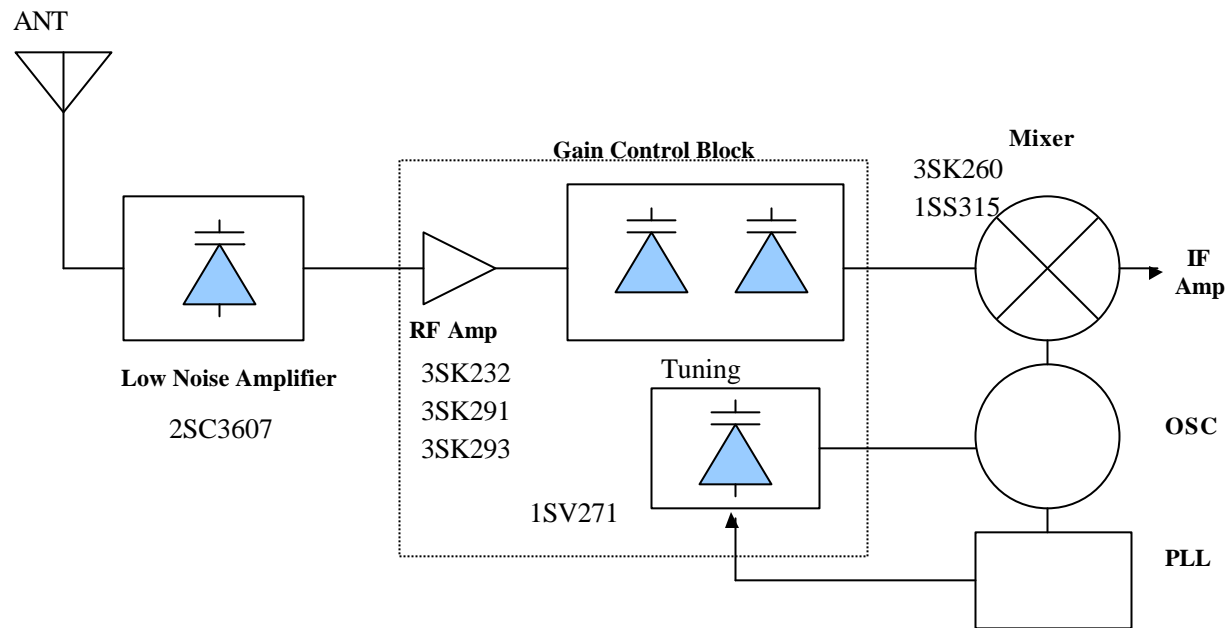 ANT
Gain Control Block
Mixer
3SK260
1SS315
IF
Amp
RF Amp
Low Noise Amplifier
2SC3607
3SK232
3SK291
3SK293
Tuning
1SV271
OSC
PLL